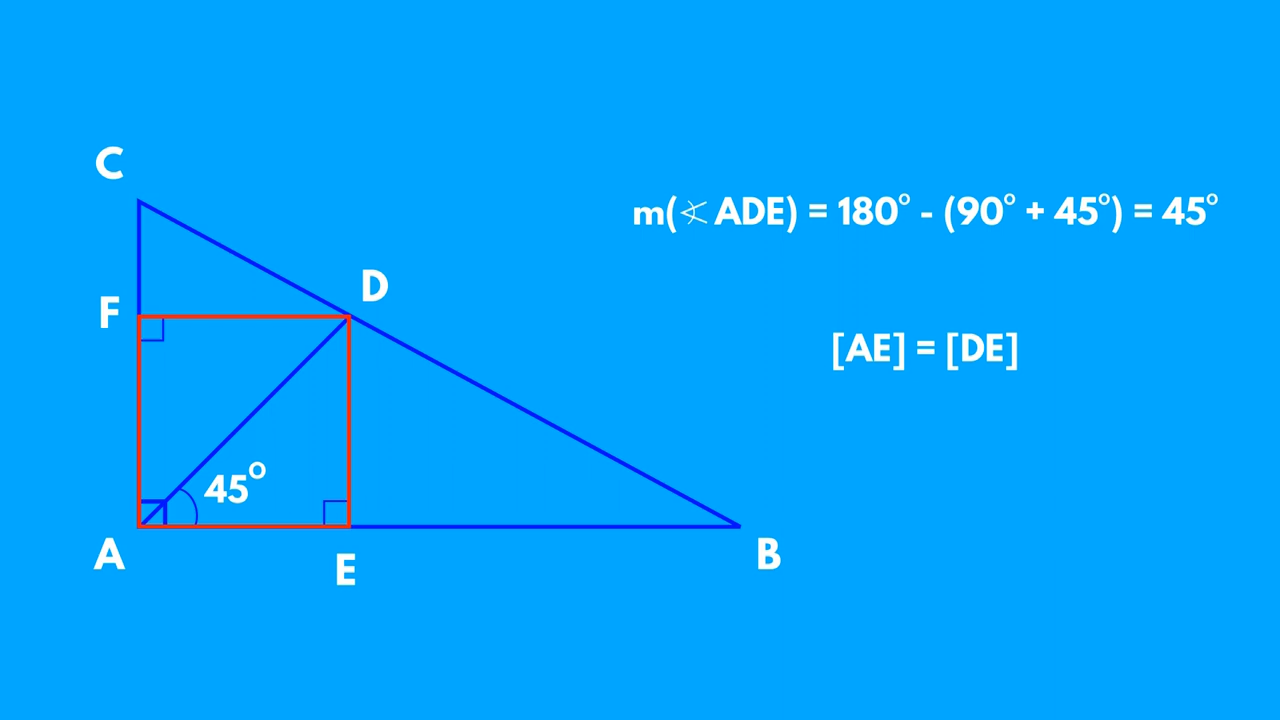 C
m(∢ ADE) = 180° - (90° + 45°) = 45°
D
F
[AE] = [DE]
45°
A
E
B